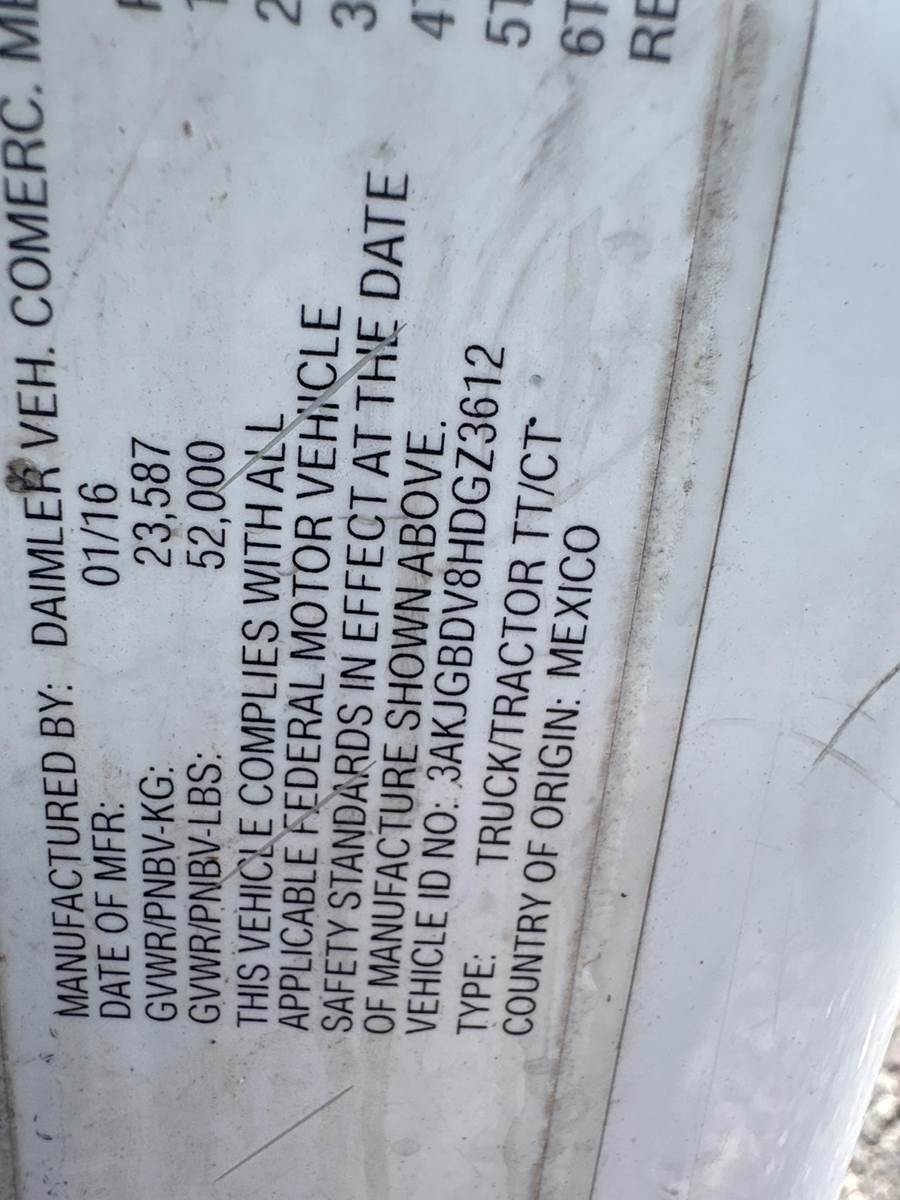 MANUFACTURED BY: DAIMLER VEH. COMERC.
DATE OF MFR: 01/16
GVWR/PNBV-KG: 23,587
GVWR/PNBV-LBS: 52,000
THIS VEHICLE COMPLIES WITH ALL
APPLICABLE FEDERAL MOTOR VEHICLE
SAFETY STANDARDS IN EFFECT AT THE DATE
OF MANUFACTURE SHOWN ABOVE.
VEHICLE ID NO.: 3AKJGBDV8HDGZ3612
TYPE: TRUCK/TRACTOR TT/CT
COUNTRY OF ORIGIN: MEXICO